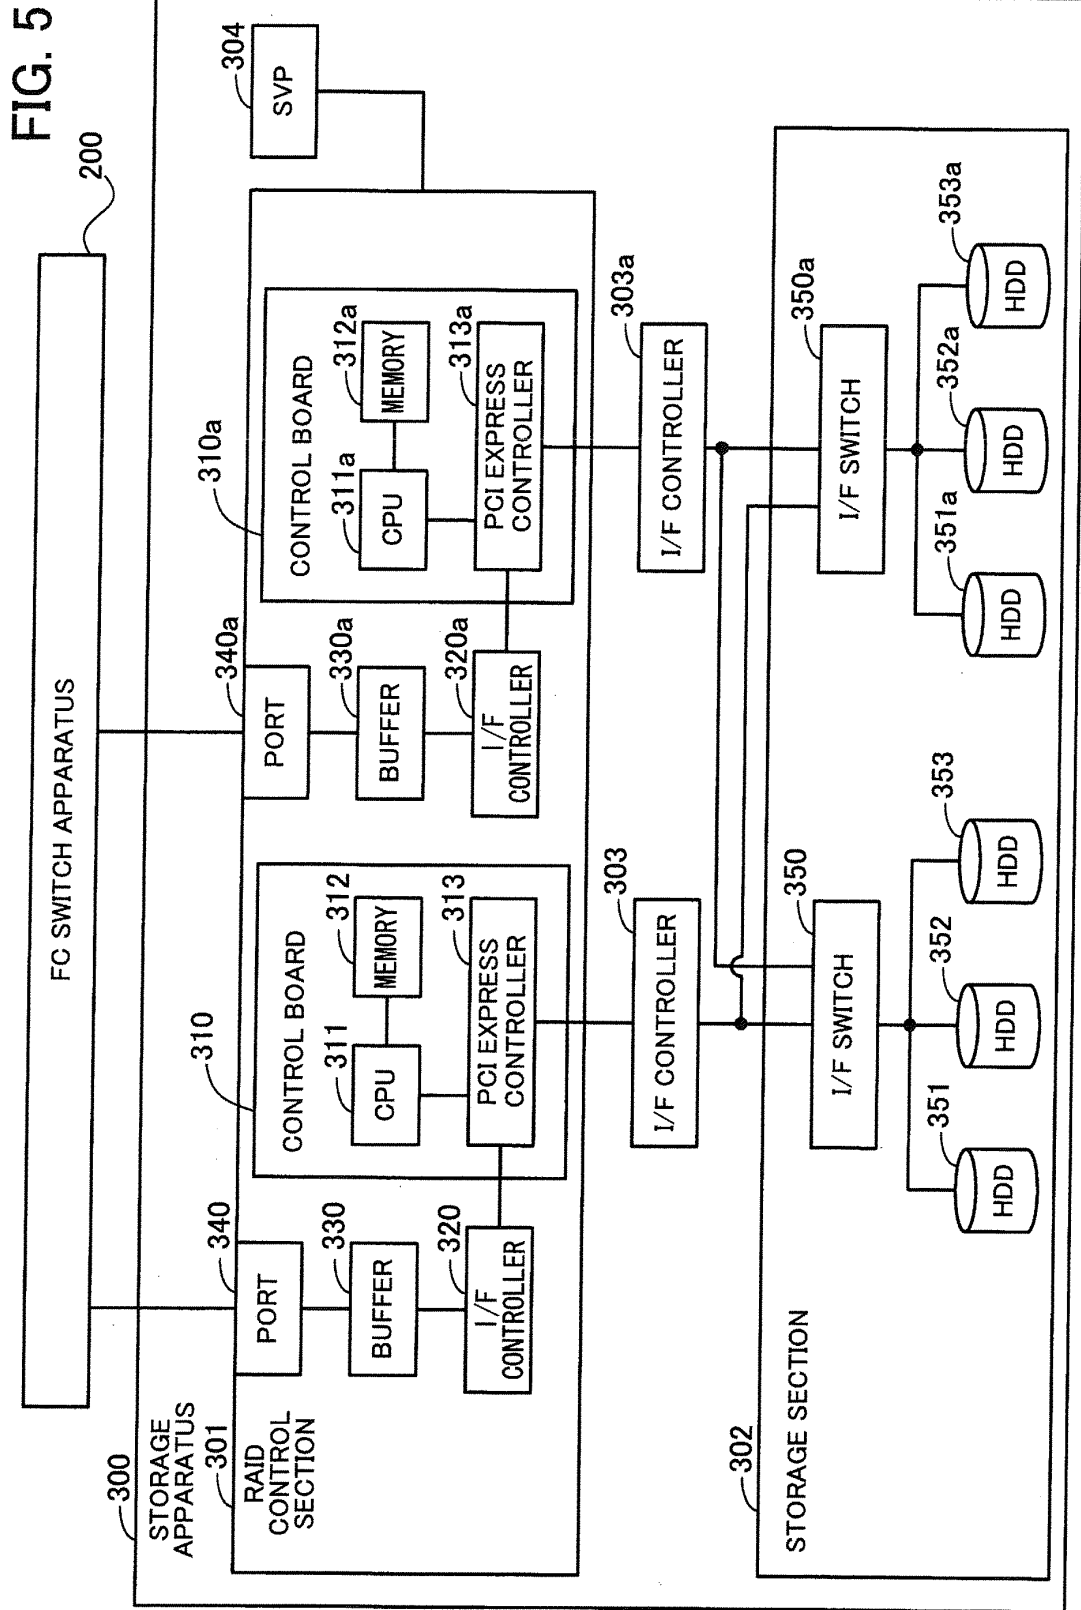 FIG. 5
200
FC SWITCH APPARATUS
300
STORAGE
APPARATUS
301
RAID
CONTROL
SECTION
304
SVP
340
PORT
330
BUFFER
320
I/F
CONTROLLER
310
CONTROL BOARD
311
CPU
312
MEMORY
313
PCI EXPRESS
CONTROLLER
340a
PORT
330a
BUFFER
320a
I/F
CONTROLLER
310a
CONTROL BOARD
311a
CPU
312a
MEMORY
313a
PCI EXPRESS
CONTROLLER
303
I/F CONTROLLER
303a
I/F CONTROLLER
302
STORAGE SECTION
350
I/F SWITCH
351
HDD
352
HDD
353
HDD
350a
I/F SWITCH
351a
HDD
352a
HDD
353a
HDD